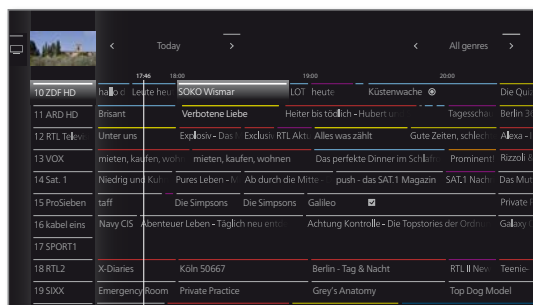 Today
All genres
17:46 18:00 19:00 20:00
10 ZDF HD hallo d Leute heu SOKO Wismar LOT heute Küstenwache Die Quiz
11 ARD HD Brisant Verbotene Liebe Heiter bis tödlich - Hubert un Tagesschau Berlin 36
12 RTL Televis Unter uns Explosiv - Das Exclusiv RTL Aktu Alles was zählt Gute Zeiten, schlech Alexa - I
13 VOX mieten, kaufen, wohn mieten, kaufen, wohnen Das perfekte Dinner im Schlafr Prominent! Rizzoli &
14 Sat. 1 Niedrig und Kuh Pures Leben - M Ab durch die Mitte - push - das SAT.1 Magazin SAT.1 Nach Das Mut
15 ProSieben taff Die Simpsons Die Simpsons Galileo Private
16 kabel eins Navy CIS Abenteuer Leben - Täglich neu entd Achtung Kontrolle - Die Topstories der Ordnu Galaxy
17 SPORT1
18 RTL2 X-Diaries Köln 50667 Berlin - Tag & Nacht RTL II New Teenie-
19 SIXX Emergency Room Private Practice Grey's Anatomy Top Dog Model